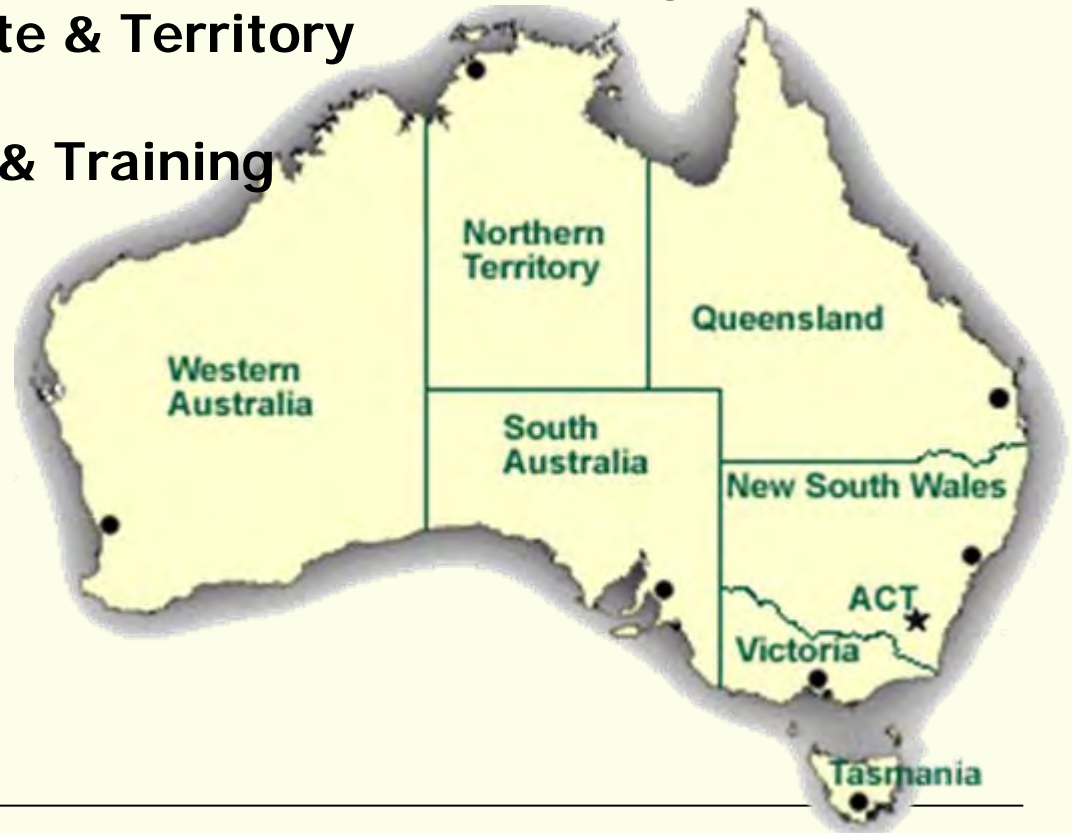 te & Territory
& Training
Northern
Territory
Queensland
Western
Australia
South
Australia
New South Wales
ACT
Victoria
Tasmania